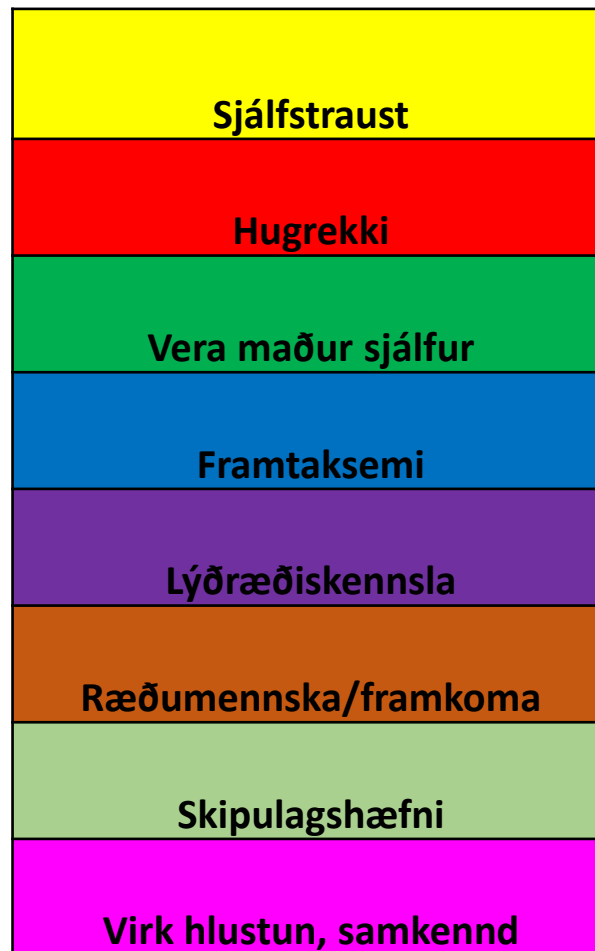 Sjálfstraust
Hugrekki
Vera maður sjálfur
Framtaksemi
Lýðræðiskennsla
Ræðumennska/framkoma
Skipulagshæfni
Virk hlustun, samkennd